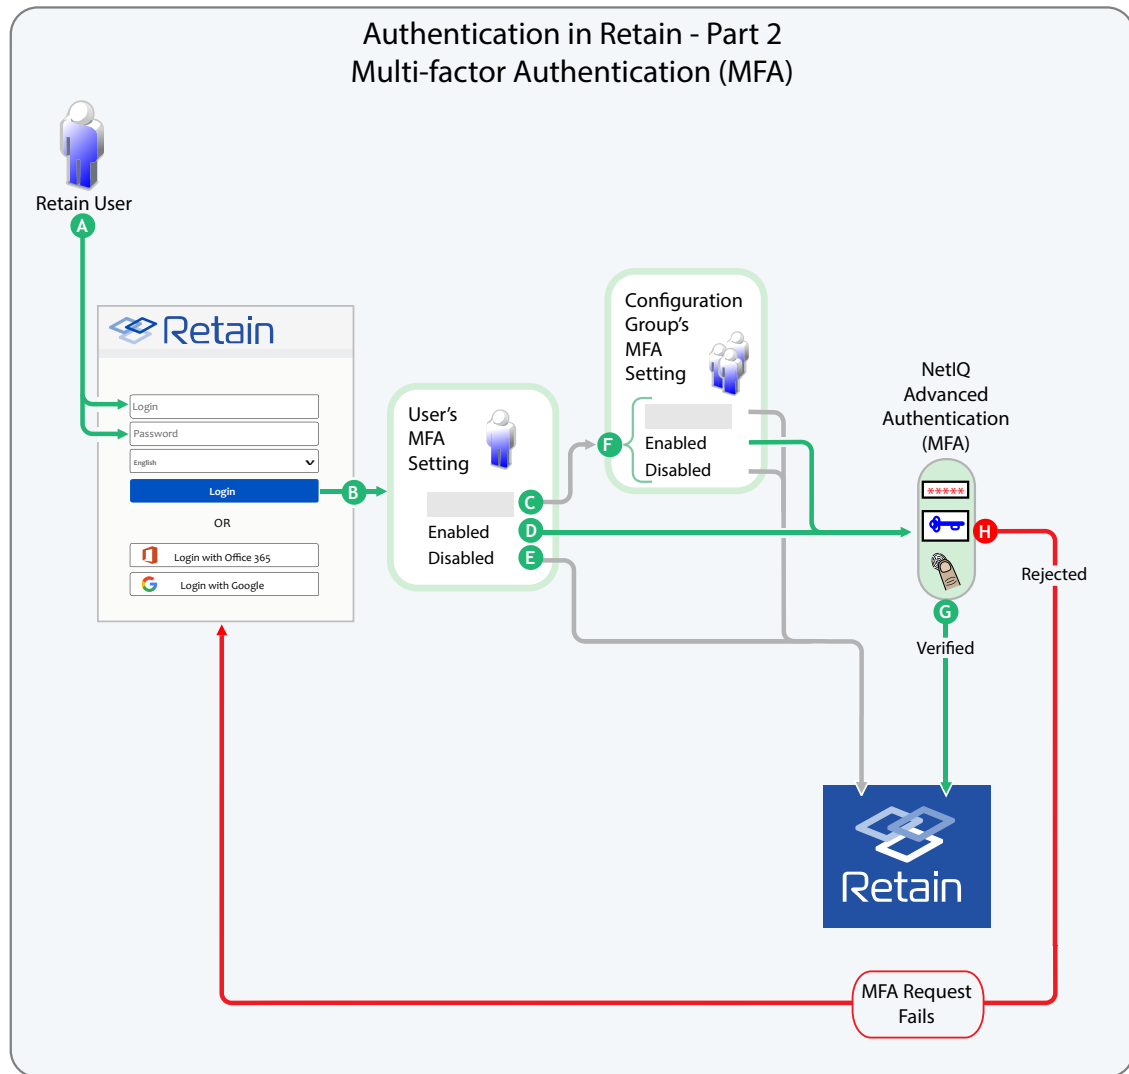 Authentication in Retain - Part 2
Multi-factor Authentication (MFA)
Retain User
A
Retain
Login
Password
English
Login
B
OR
Login with Office 365
Login with Google
User's
MFA
Setting
C
Enabled
D
Disabled
E
Configuration
Group's
MFA
Setting
F
Enabled
Disabled
NetIQ
Advanced
Authentication
(MFA)
*****
H
Rejected
G
Verified
Retain
MFA Request
Fails